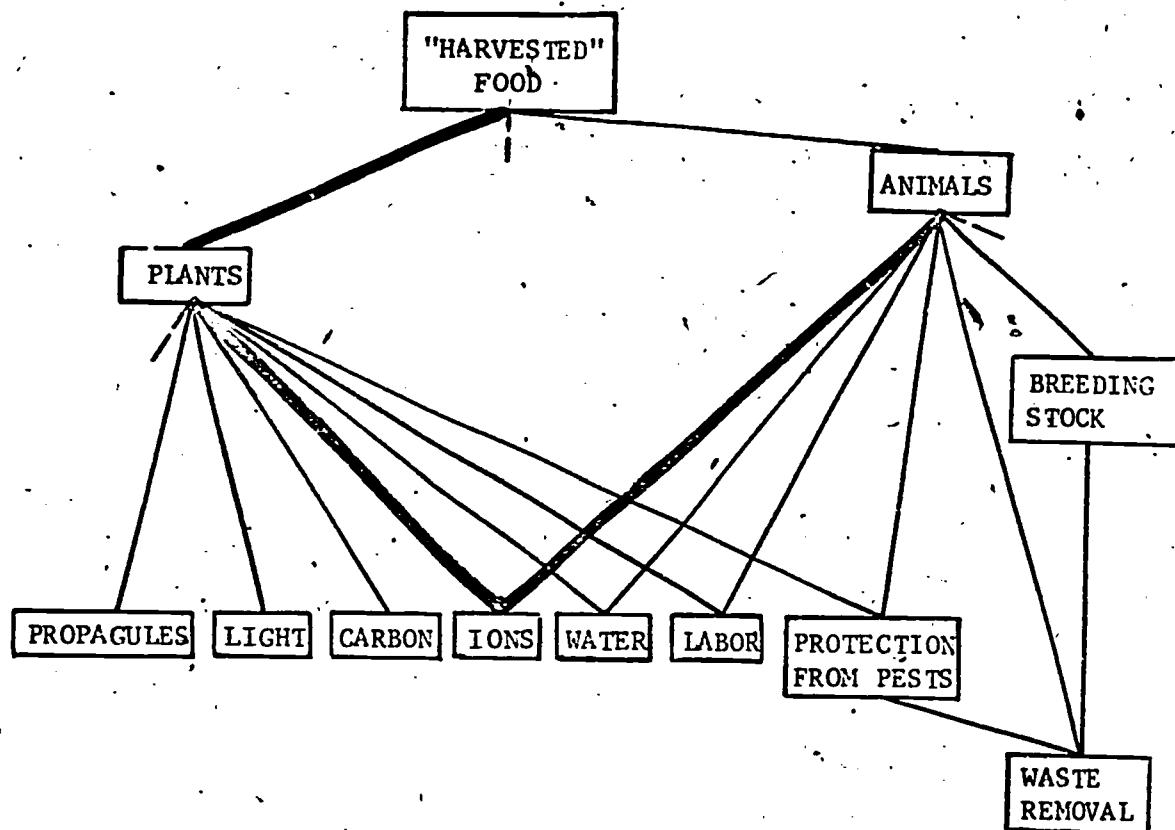 "HARVESTED"
FOOD
ANIMALS
PLANTS
BREEDING
STOCK
PROPAGULES
LIGHT
CARBON
IONS
WATER
LABOR
PROTECTION
FROM PESTS
WASTE
REMOVAL